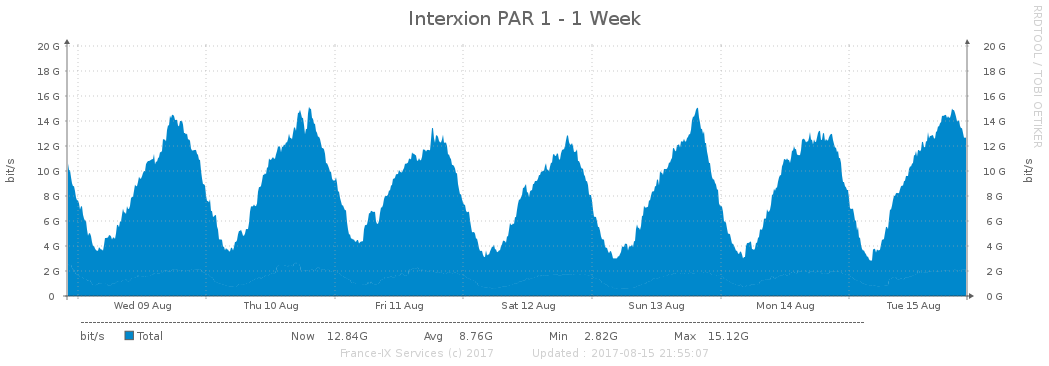 Interxion PAR 1 - 1 Week
RRDTOOL / TOBI OETIKER
20 G 20 G
18 G 18 G
16 G 16 G
14 G 14 G
12 G 12 G
10 G 10 G
8 G 8 G
6 G 6 G
4 G 4 G
2 G 2 G
0 0 G
bit/s
bit/s
Wed 09 Aug Thu 10 Aug Fri 11 Aug Sat 12 Aug Sun 13 Aug Mon 14 Aug Tue 15 Aug
bit/s Total Now 12.84G Avg 8.76G Min 2.82G Max 15.12G
France-IX Services (c) 2017 Updated : 2017-08-15 21:55:07